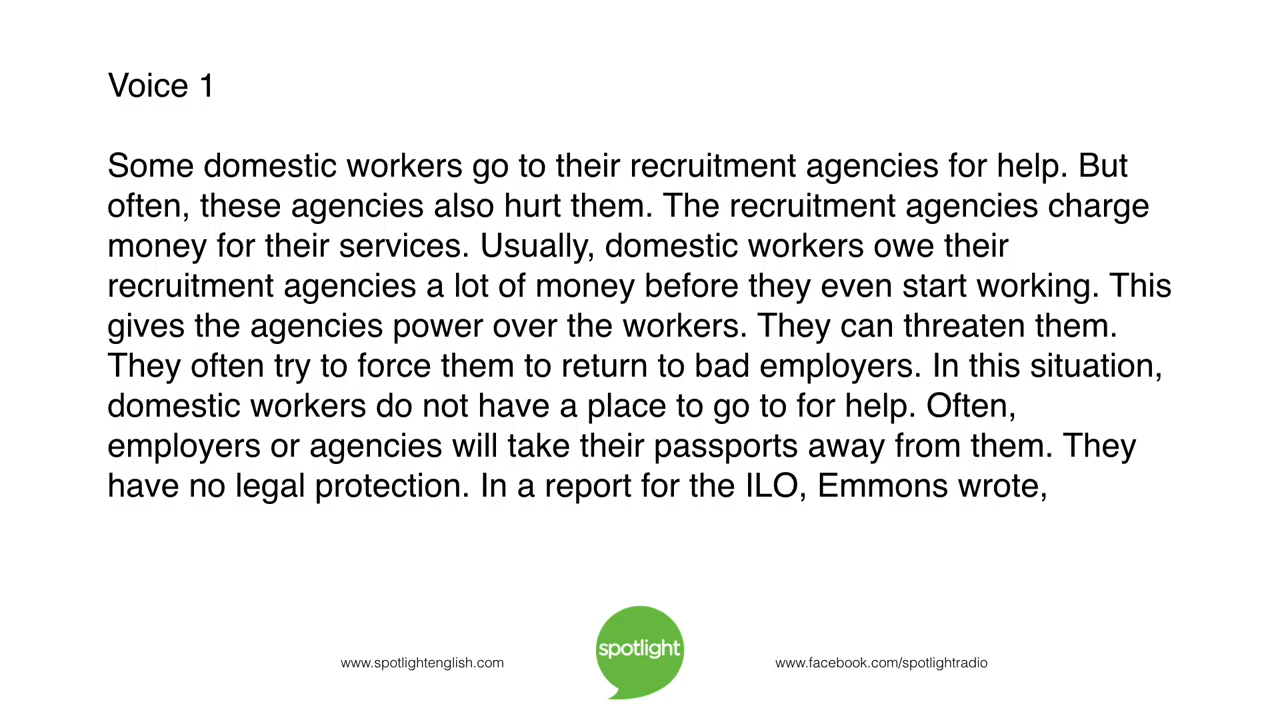 Voice 1
Some domestic workers go to their recruitment agencies for help. But
often, these agencies also hurt them. The recruitment agencies charge
money for their services. Usually, domestic workers owe their
recruitment agencies a lot of money before they even start working. This
gives the agencies power over the workers. They can threaten them.
They often try to force them to return to bad employers. In this situation,
domestic workers do not have a place to go to for help. Often,
employers or agencies will take their passports away from them. They
have no legal protection. In a report for the ILO, Emmons wrote,
www.spotlightenglish.com
spotlight
www.facebook.com/spotlightradio